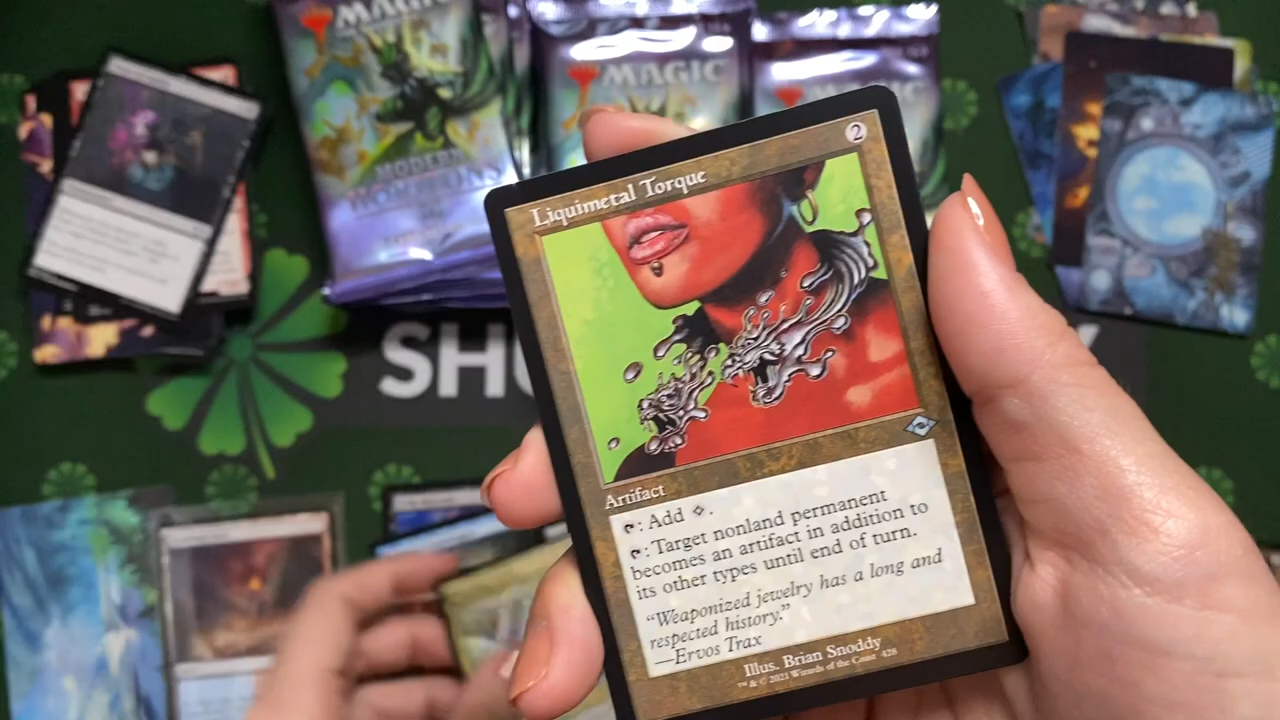 MAGIC
MAGIC
MODERN
HORIZONS
SHU
Y
Liquimetal Torque
2
Artifact
: Add ◇.
: Target nonland permanent
becomes an artifact in addition to
its other types until end of turn.
“Weaponized jewelry has a long and
respected history.”
—Ervos Trax
Illus. Brian Snoddy
™ & © 2021 Wizards of the Coast 428